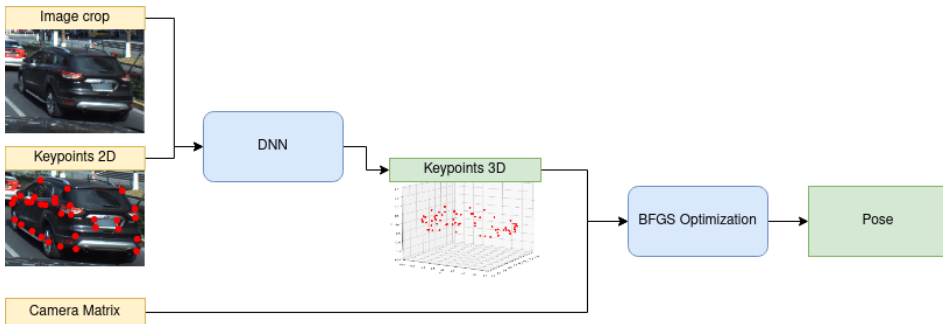 Image crop
Keypoints 2D
DNN
Keypoints 3D
BFGS Optimization
Pose
Camera Matrix